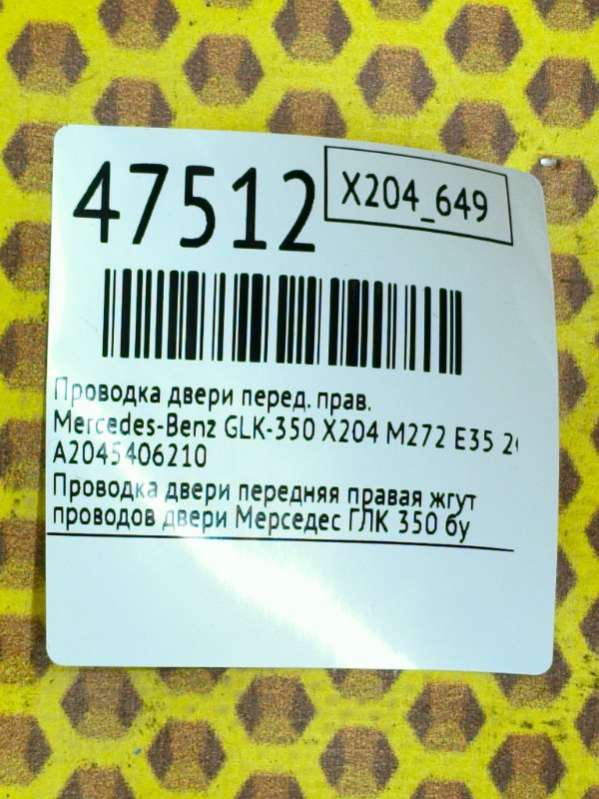 47512
X204_649
Проводка двери перед. прав.
Mercedes-Benz GLK-350 X204 M272 E35
A2045406210
Проводка двери передняя правая жгут
проводов двери Мерседес ГЛК 350 бу